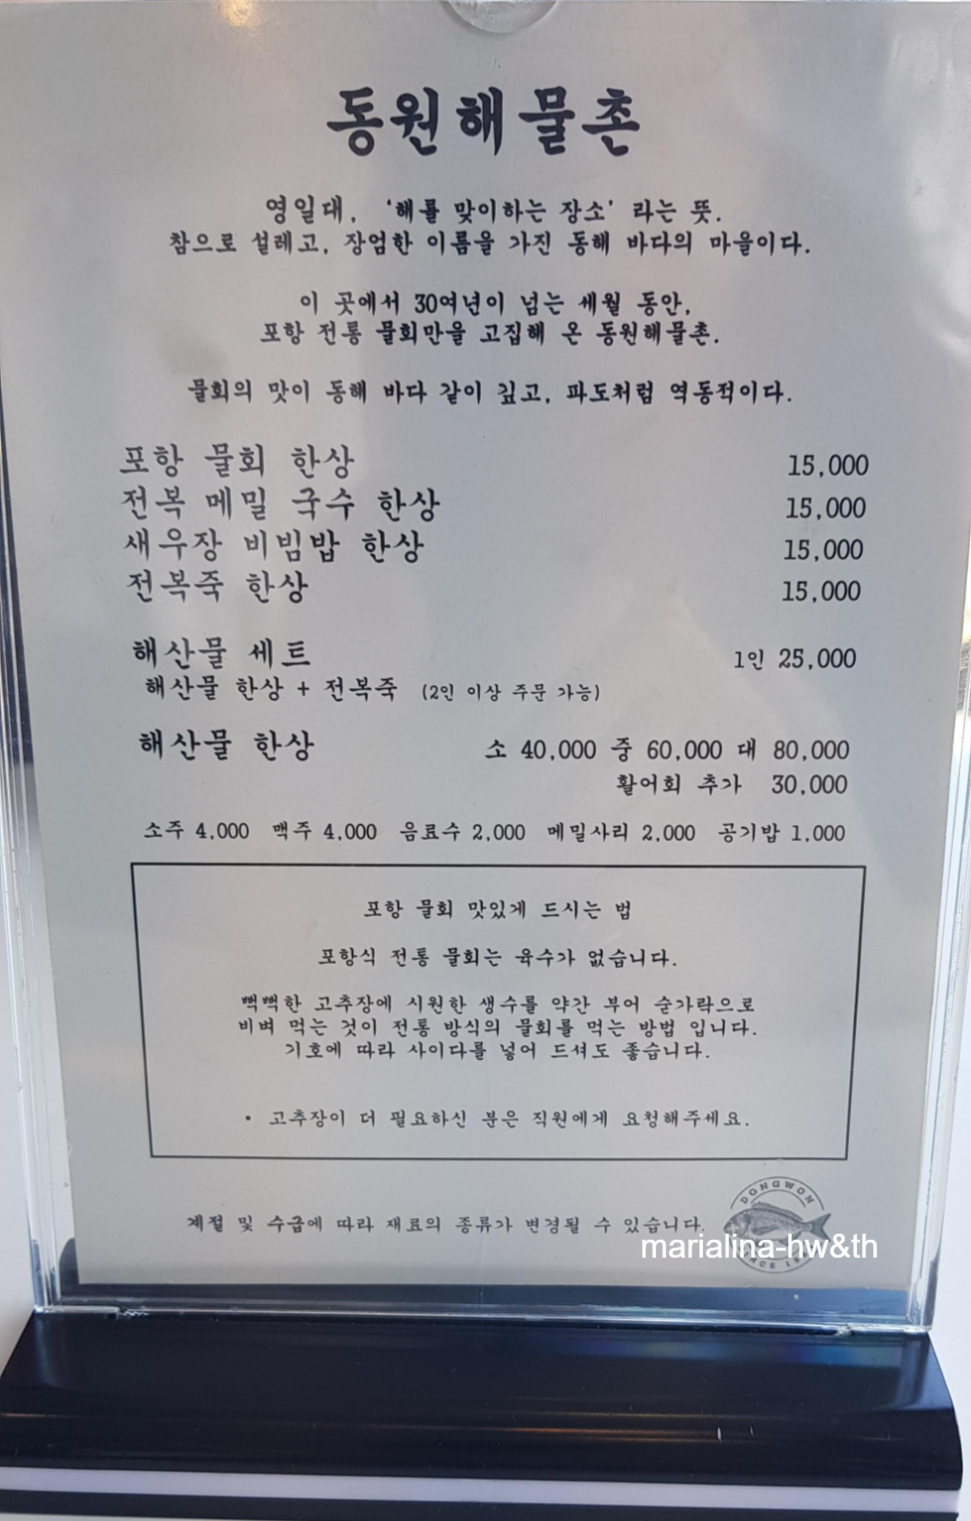 동원해물촌
영일대, '해를 맞이하는 장소' 라는 뜻.
참으로 설레고, 장엄한 이름을 가진 동해 바다의 마을이다.
이 곳에서 30여년이 넘는 세월 동안,
포항 전통 물회만을 고집해 온 동원해물촌.
물회의 맛이 동해 바다 같이 깊고, 파도처럼 역동적이다.
포항 물회 한상 15,000
전복 메밀 국수 한상 15,000
새우장 비빔밥 한상 15,000
전복죽 한상 15,000
해산물 세트 1인 25,000
해산물 한상 + 전복죽 (2인 이상 주문 가능)
해산물 한상 소 40,000 중 60,000 대 80,000
활어회 추가 30,000
소주 4,000 맥주 4,000 음료수 2,000 메밀사리 2,000 공기밥 1,000
포항 물회 맛있게 드시는 법
포항식 전통 물회는 육수가 없습니다.
뻑뻑한 고추장에 시원한 생수를 약간 부어 숟가락으로
비벼 먹는 것이 전통 방식의 물회를 먹는 방법 입니다.
기호에 따라 사이다를 넣어 드셔도 좋습니다.
• 고추장이 더 필요하신 분은 직원에게 요청해주세요.
DONGWON
계절 및 수급에 따라 재료의 종류가 변경될 수 있습니다.
marialina-hw&th